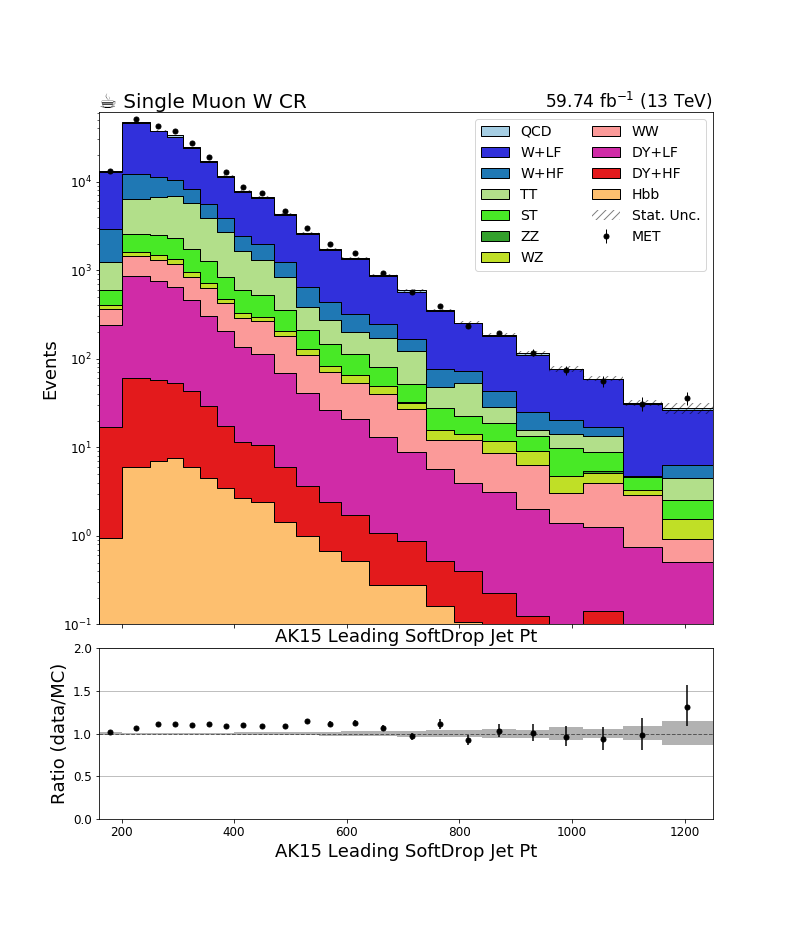 ☕ Single Muon W CR
59.74 fb⁻¹ (13 TeV)
QCD
W+LF
W+HF
TT
ST
ZZ
WZ
WW
DY+LF
DY+HF
Hbb
Stat. Unc.
MET
Events
10⁴
10³
10²
10¹
10⁰
10⁻¹
AK15 Leading SoftDrop Jet Pt
Ratio (data/MC)
2.0
1.5
1.0
0.5
0.0
200 400 600 800 1000 1200
AK15 Leading SoftDrop Jet Pt